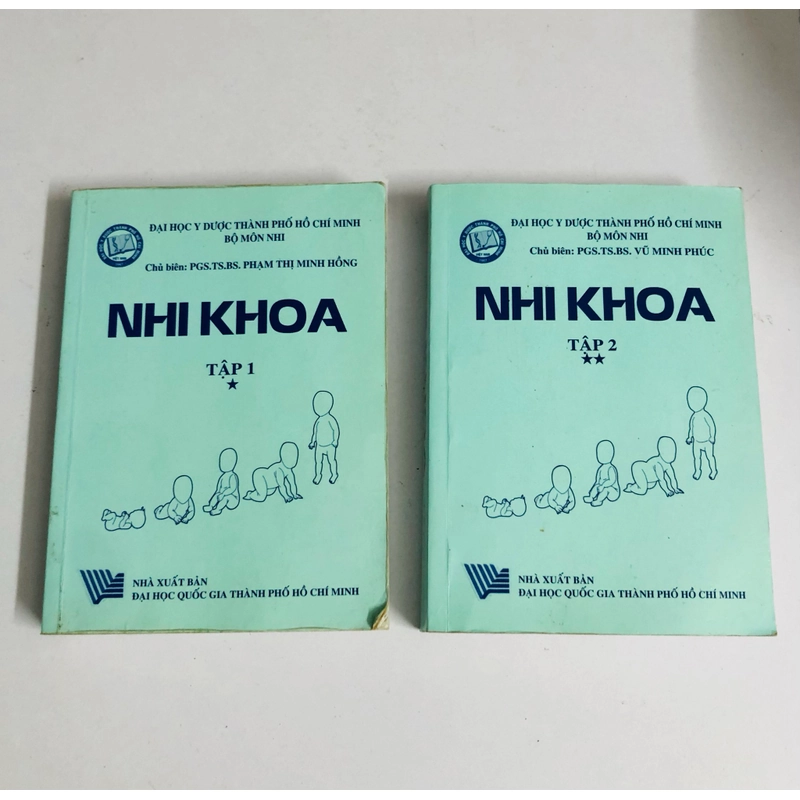 ĐẠI HỌC Y DƯỢC THÀNH PHỐ HỒ CHÍ MINH
BỘ MÔN NHI
Chủ biên: PGS.TS.BS. PHẠM THỊ MINH HỒNG
NHI KHOA
TẬP 1
NHÀ XUẤT BẢN
ĐẠI HỌC QUỐC GIA THÀNH PHỐ HỒ CHÍ MINH
ĐẠI HỌC Y DƯỢC THÀNH PHỐ HỒ CHÍ MINH
BỘ MÔN NHI
Chủ biên: PGS.TS.BS. VŨ MINH PHÚC
NHI KHOA
TẬP 2
NHÀ XUẤT BẢN
ĐẠI HỌC QUỐC GIA THÀNH PHỐ HỒ CHÍ MINH